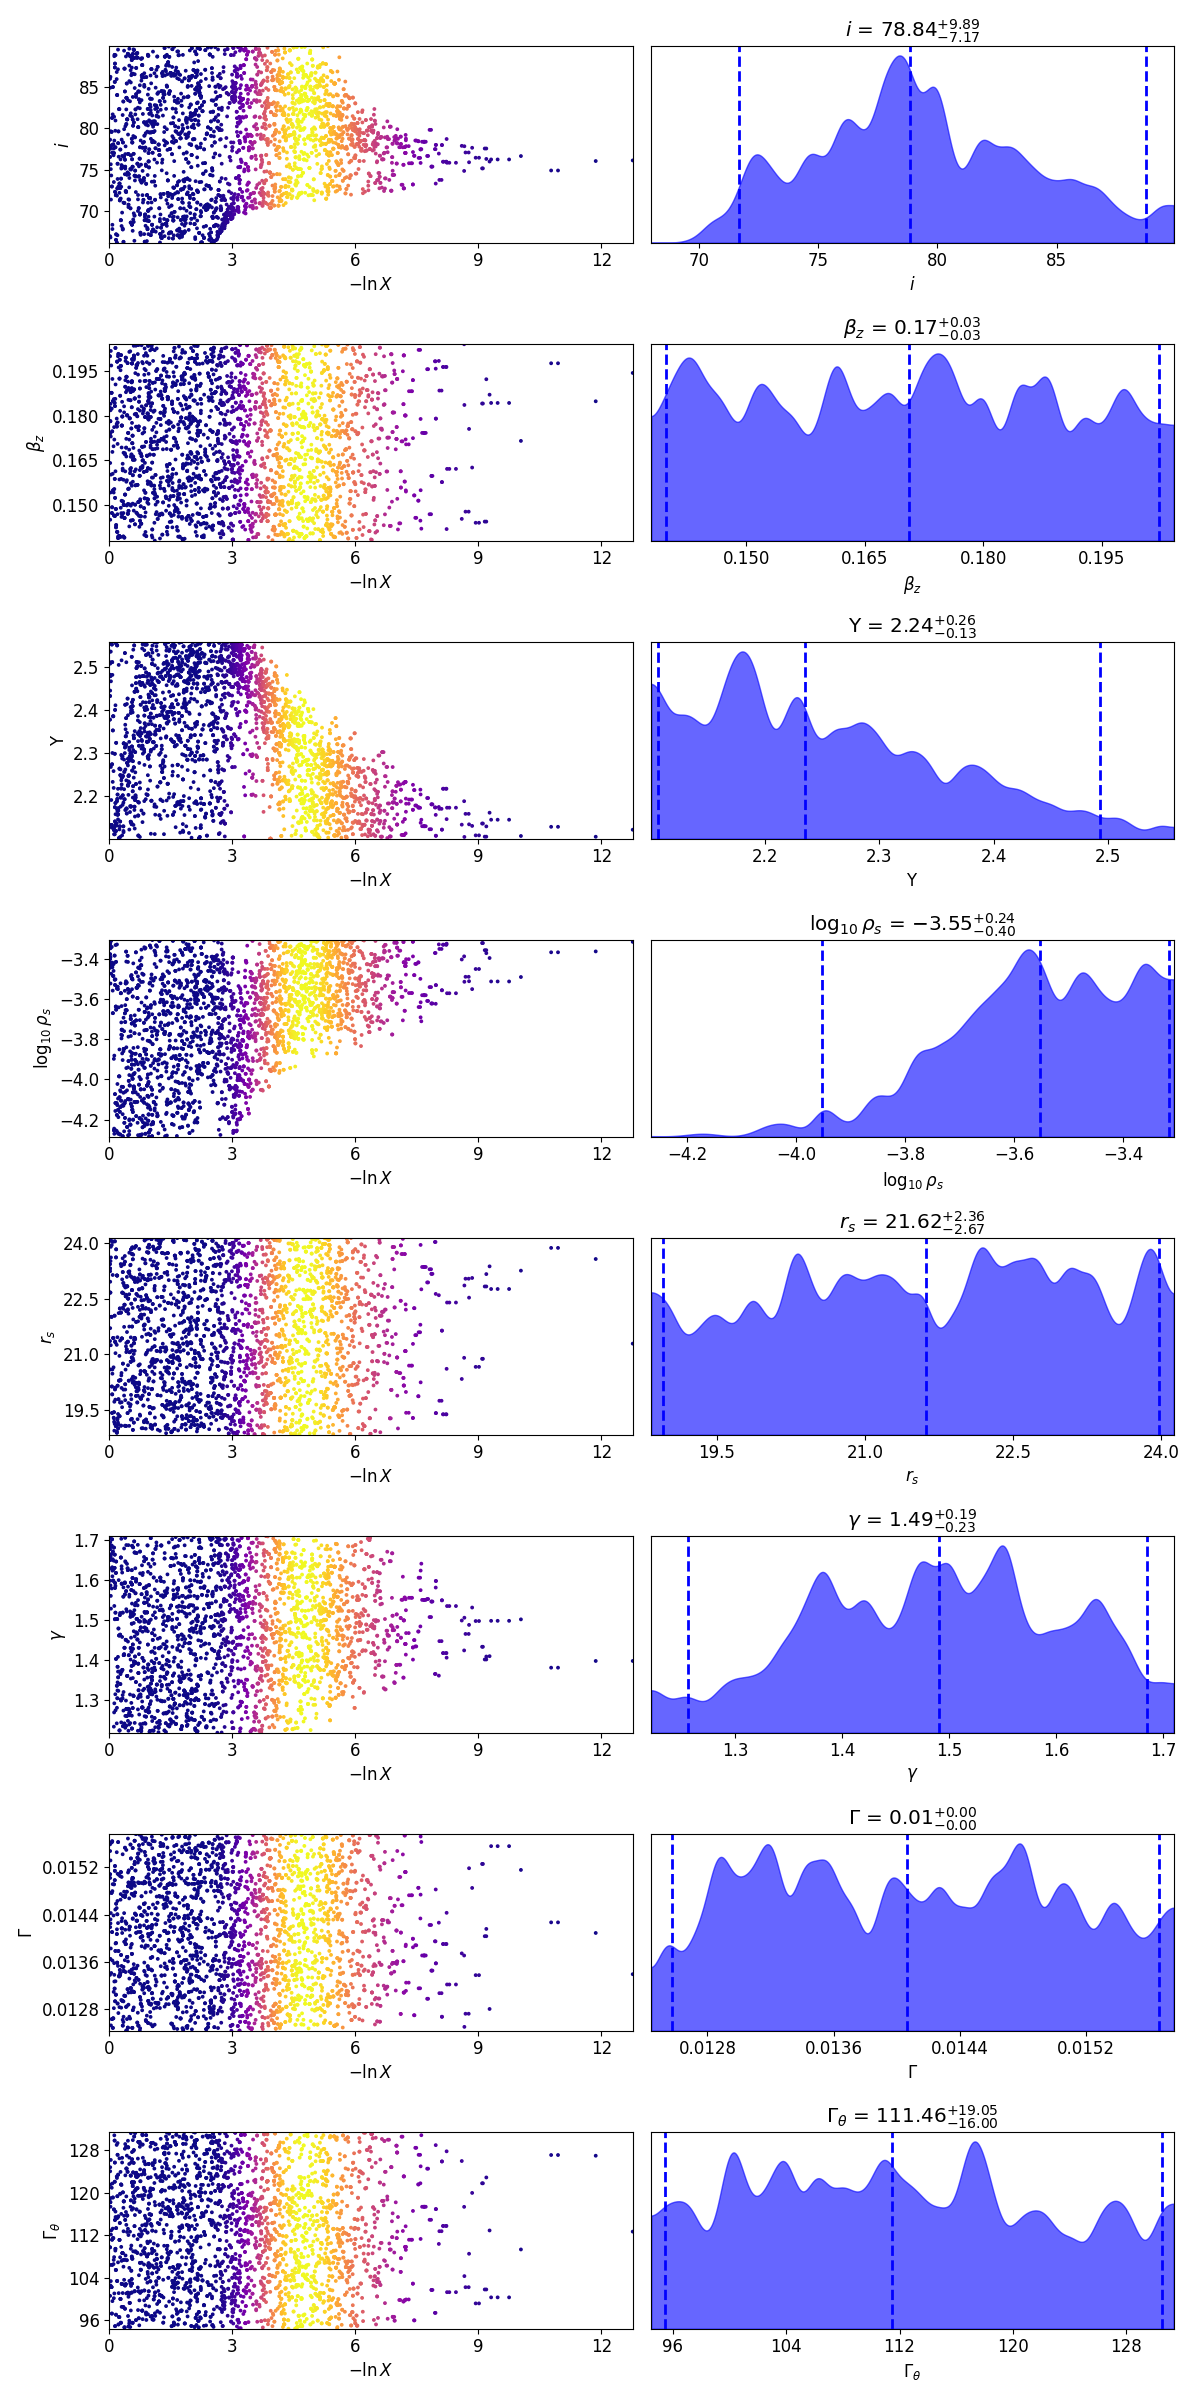 i = 78.84 +9.89 −7.17
85
80
75
70
i
0 3 6 9 12
−ln X
70 75 80 85
i
β_z = 0.17 +0.03 −0.03
0.195
0.180
0.165
0.150
β_z
0 3 6 9 12
−ln X
0.150 0.165 0.180 0.195
β_z
Υ = 2.24 +0.26 −0.13
2.5
2.4
2.3
2.2
Υ
0 3 6 9 12
−ln X
2.2 2.3 2.4 2.5
Υ
log₁₀ ρ_s = −3.55 +0.24 −0.40
−3.4
−3.6
−3.8
−4.0
−4.2
log₁₀ ρ_s
0 3 6 9 12
−ln X
−4.2 −4.0 −3.8 −3.6 −3.4
log₁₀ ρ_s
r_s = 21.62 +2.36 −2.67
24.0
22.5
21.0
19.5
r_s
0 3 6 9 12
−ln X
19.5 21.0 22.5 24.0
r_s
γ = 1.49 +0.19 −0.23
1.7
1.6
1.5
1.4
1.3
γ
0 3 6 9 12
−ln X
1.3 1.4 1.5 1.6 1.7
γ
Γ = 0.01 +0.00 −0.00
0.0152
0.0144
0.0136
0.0128
Γ
0 3 6 9 12
−ln X
0.0128 0.0136 0.0144 0.0152
Γ
Γ_θ = 111.46 +19.05 −16.00
128
120
112
104
96
Γ_θ
0 3 6 9 12
−ln X
96 104 112 120 128
Γ_θ